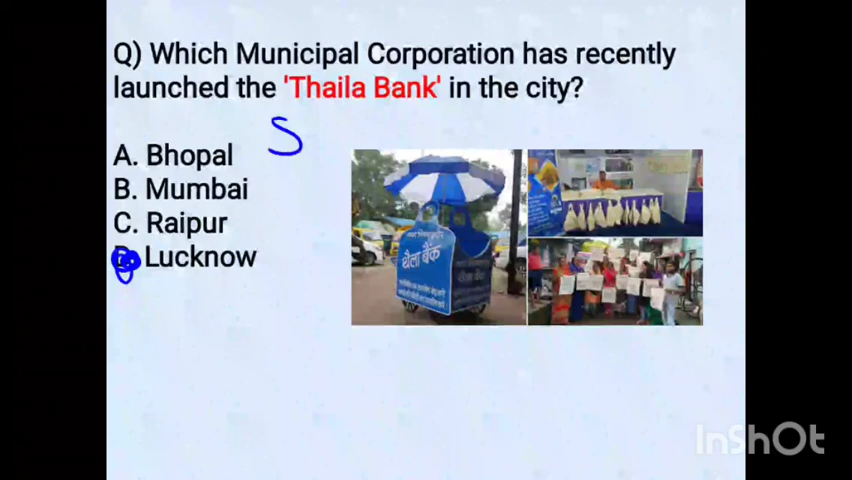 Q) Which Municipal Corporation has recently
launched the 'Thaila Bank' in the city?
S
A. Bhopal
B. Mumbai
C. Raipur
D. Lucknow
थैला बैंक
InShOt